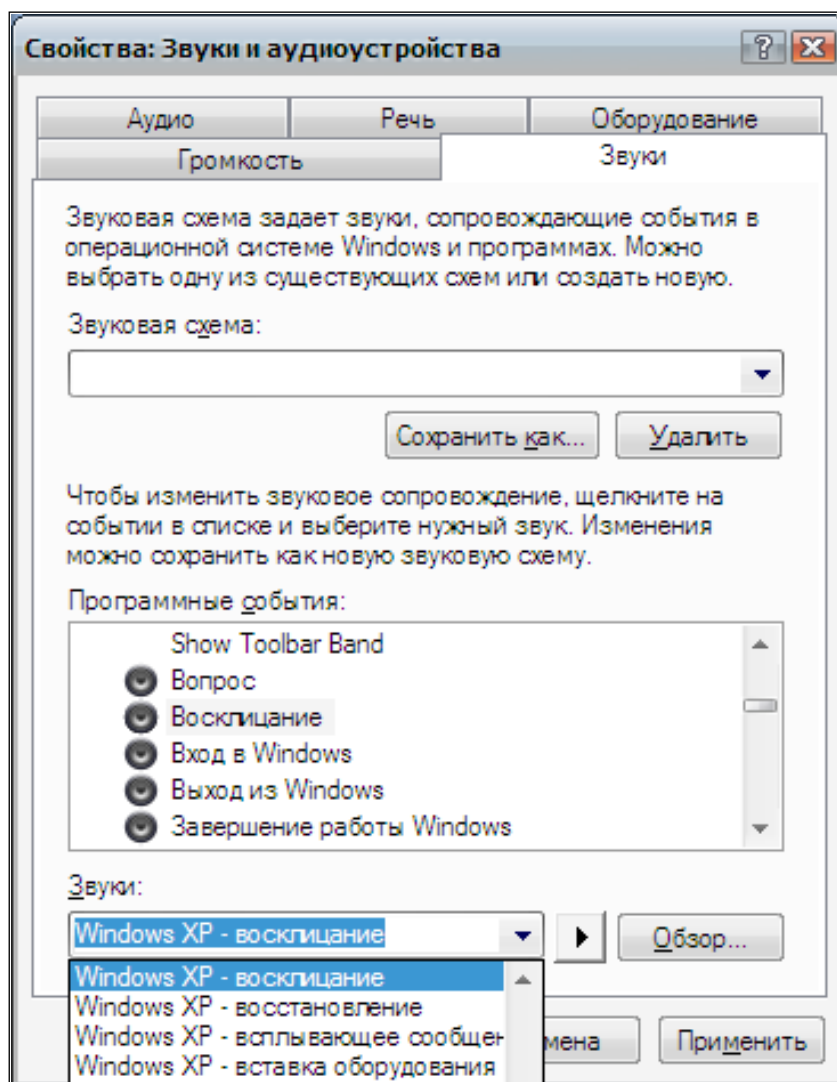 Свойства: Звуки и аудиоустройства
Аудио
Речь
Оборудование
Громкость
Звуки
Звуковая схема задает звуки, сопровождающие события в
операционной системе Windows и программах. Можно
выбрать одну из существующих схем или создать новую.
Звуковая схема:
Сохранить как...
Удалить
Чтобы изменить звуковое сопровождение, щелкните на
событии в списке и выберите нужный звук. Изменения
можно сохранить как новую звуковую схему.
Программные события:
Show Toolbar Band
Вопрос
Восклицание
Вход в Windows
Выход из Windows
Завершение работы Windows
Звуки:
Windows XP - восклицание
Обзор...
Windows XP - восклицание
Windows XP - восстановление
Windows XP - всплывающее сообщен
мена
Применить
Windows XP - вставка оборудования